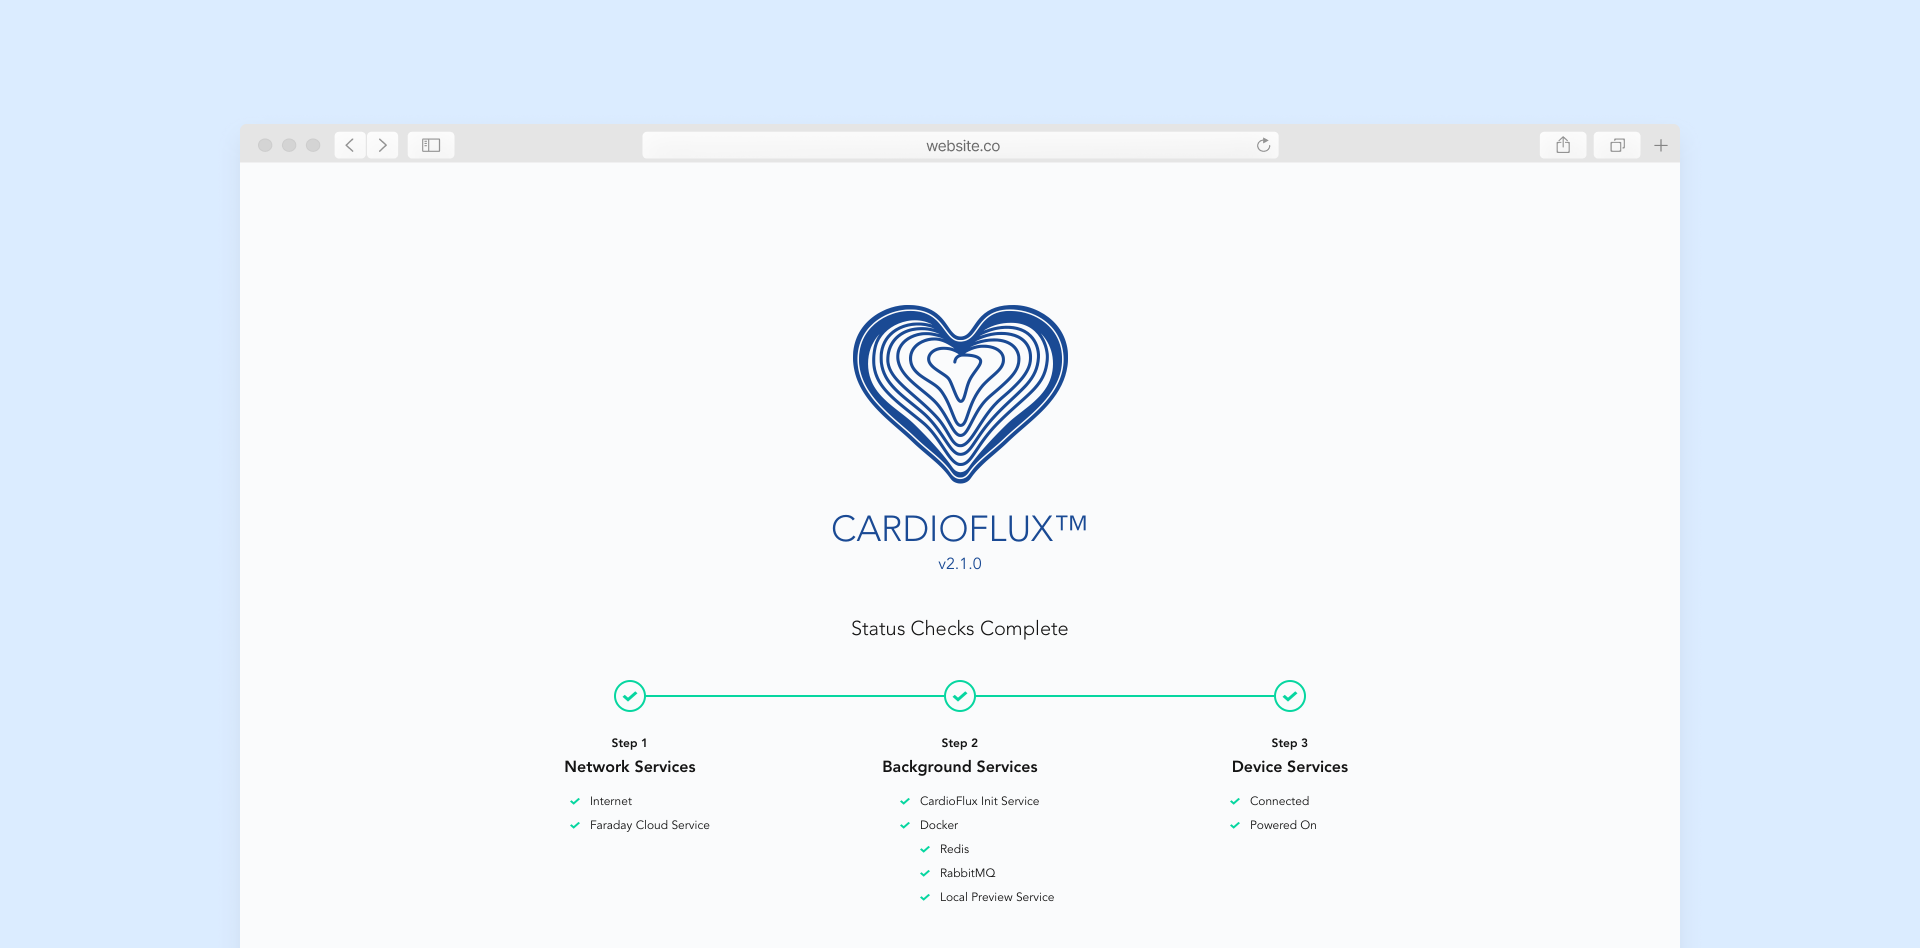 website.co
CARDIOFLUX™
v2.1.0
Status Checks Complete
Step 1
Network Services
Internet
Faraday Cloud Service
Step 2
Background Services
CardioFlux Init Service
Docker
Redis
RabbitMQ
Local Preview Service
Step 3
Device Services
Connected
Powered On